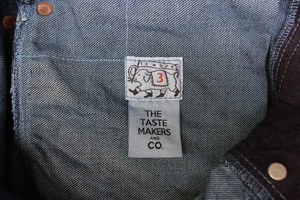 3
THE
TASTE
MAKERS
AND
CO.